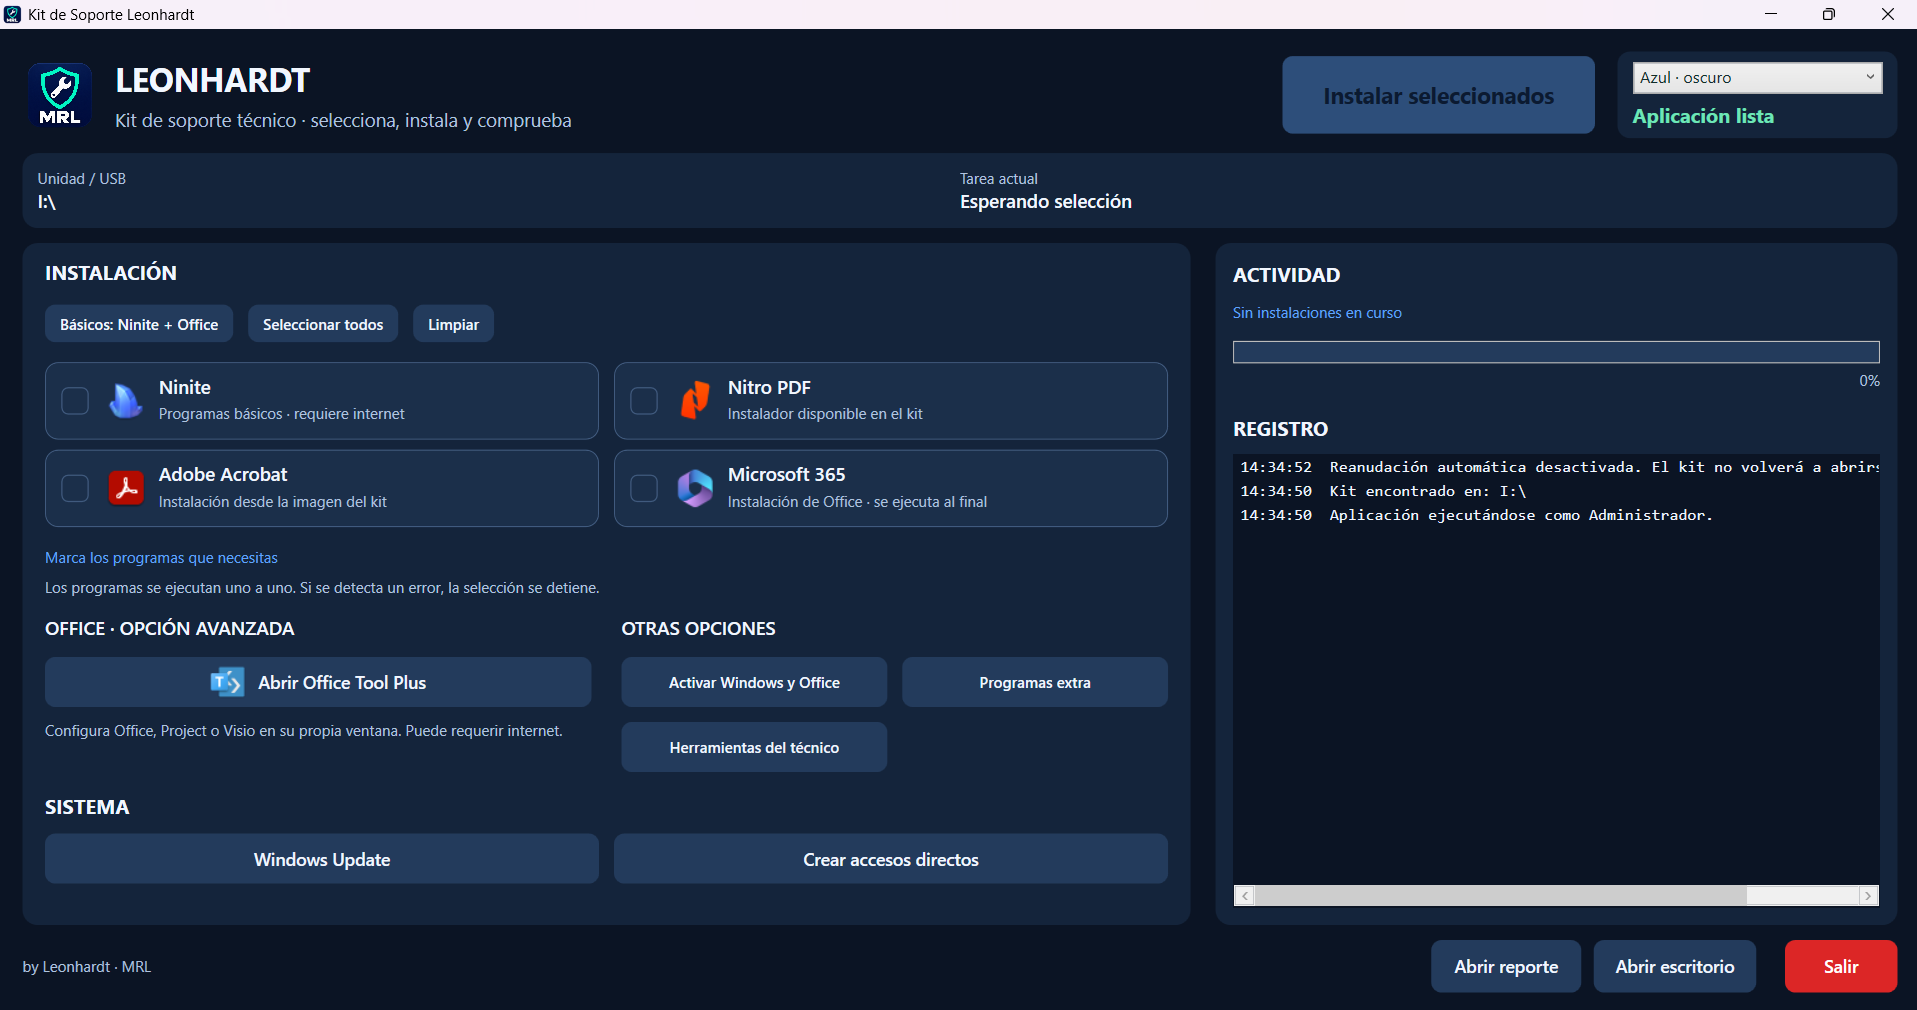 Kit de Soporte Leonhardt
MRL
LEONHARDT
Kit de soporte técnico · selecciona, instala y comprueba
Instalar seleccionados
Azul · oscuro
Aplicación lista
Unidad / USB
I:\
Tarea actual
Esperando selección
INSTALACIÓN
Básicos: Ninite + Office
Seleccionar todos
Limpiar
Ninite
Programas básicos · requiere internet
Nitro PDF
Instalador disponible en el kit
Adobe Acrobat
Instalación desde la imagen del kit
Microsoft 365
Instalación de Office · se ejecuta al final
Marca los programas que necesitas
Los programas se ejecutan uno a uno. Si se detecta un error, la selección se detiene.
OFFICE · OPCIÓN AVANZADA
Abrir Office Tool Plus
Configura Office, Project o Visio en su propia ventana. Puede requerir internet.
OTRAS OPCIONES
Activar Windows y Office
Programas extra
Herramientas del técnico
SISTEMA
Windows Update
Crear accesos directos
ACTIVIDAD
Sin instalaciones en curso
0%
REGISTRO
14:34:52 Reanudación automática desactivada. El kit no volverá a abrirs
14:34:50 Kit encontrado en: I:\
14:34:50 Aplicación ejecutándose como Administrador.
by Leonhardt · MRL
Abrir reporte
Abrir escritorio
Salir